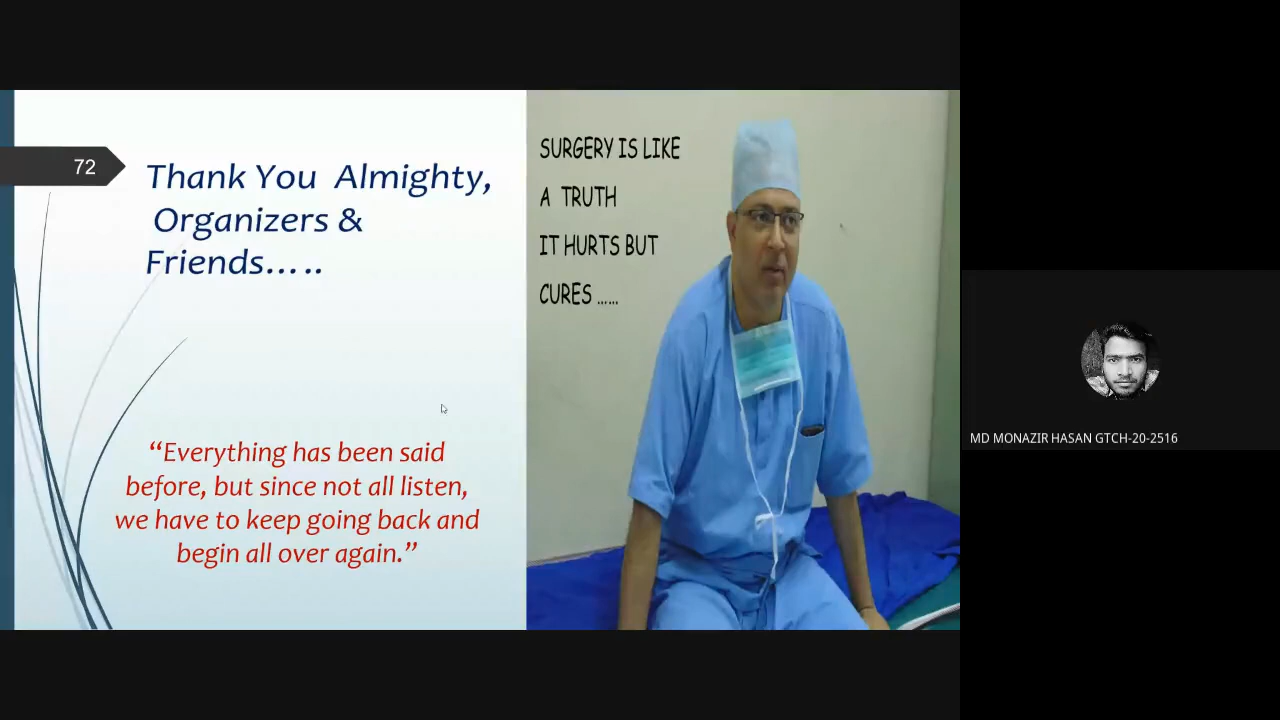 72
Thank You Almighty,
Organizers &
Friends.....
“Everything has been said
before, but since not all listen,
we have to keep going back and
begin all over again.”
SURGERY IS LIKE
A TRUTH
IT HURTS BUT
CURES ......
MD MONAZIR HASAN GTCH-20-2516